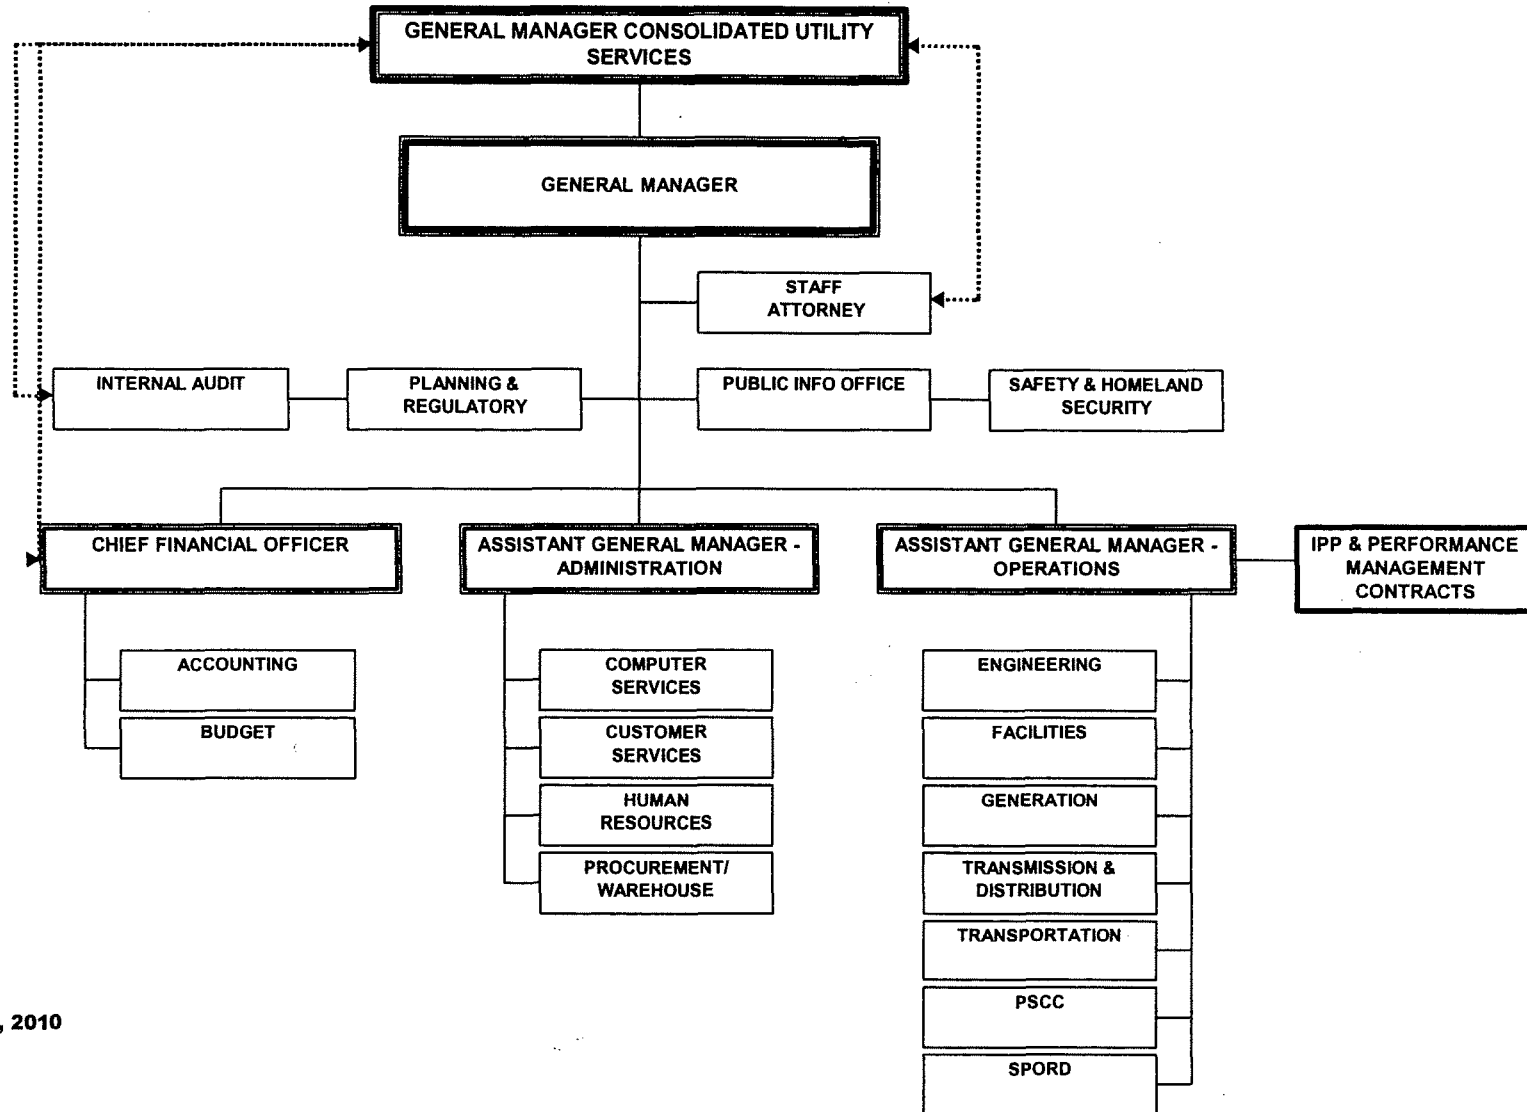 GENERAL MANAGER CONSOLIDATED UTILITY
SERVICES
GENERAL MANAGER
STAFF
ATTORNEY
INTERNAL AUDIT
PLANNING &
REGULATORY
PUBLIC INFO OFFICE
SAFETY & HOMELAND
SECURITY
CHIEF FINANCIAL OFFICER
ASSISTANT GENERAL MANAGER -
ADMINISTRATION
ASSISTANT GENERAL MANAGER -
OPERATIONS
IPP & PERFORMANCE
MANAGEMENT
CONTRACTS
ACCOUNTING
BUDGET
COMPUTER
SERVICES
CUSTOMER
SERVICES
HUMAN
RESOURCES
PROCUREMENT/
WAREHOUSE
ENGINEERING
FACILITIES
GENERATION
TRANSMISSION &
DISTRIBUTION
TRANSPORTATION
PSCC
SPORD
, 2010